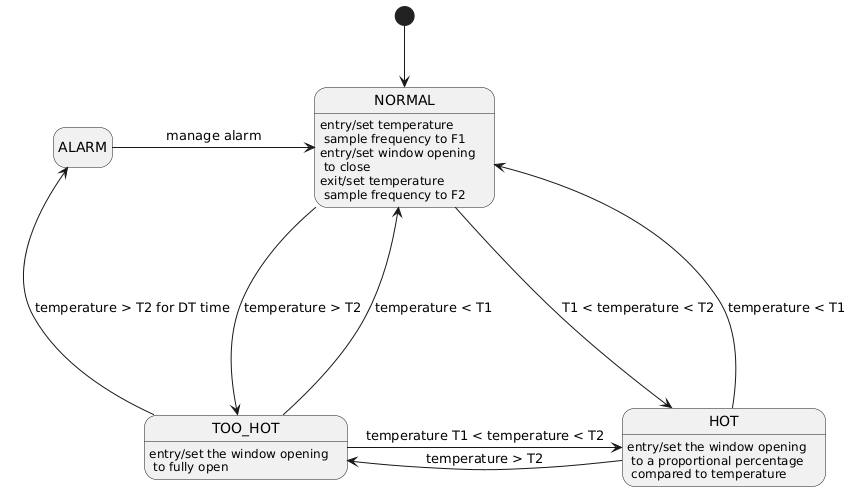 NORMAL
entry/set temperature
sample frequency to F1
entry/set window opening
to close
exit/set temperature
sample frequency to F2
ALARM
manage alarm
temperature > T2 for DT time
temperature > T2
temperature < T1
T1 < temperature < T2
temperature < T1
TOO_HOT
entry/set the window opening
to fully open
temperature T1 < temperature < T2
temperature > T2
HOT
entry/set the window opening
to a proportional percentage
compared to temperature